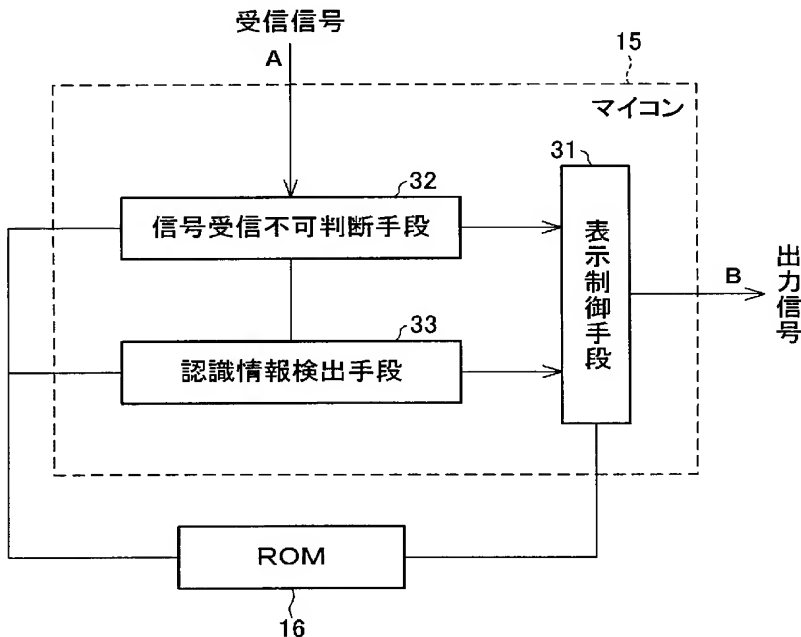 受信信号
A
15
マイコン
31
32
信号受信不可判断手段
表示制御手段
B
出力信号
33
認識情報検出手段
ROM
16